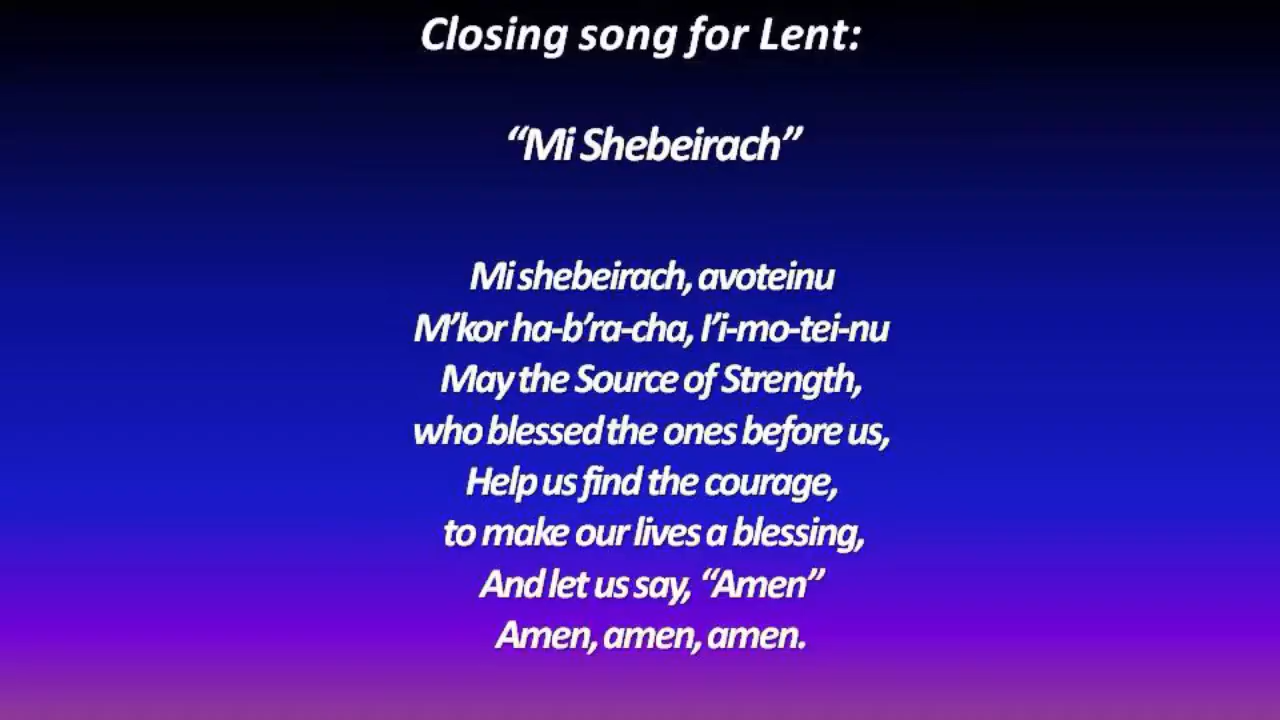 Closing song for Lent:
“Mi Shebeirach”
Mi shebeirach, avoteinu
M’kor ha-b’ra-cha, l’i-mo-tei-nu
May the Source of Strength,
who blessed the ones before us,
Help us find the courage,
to make our lives a blessing,
And let us say, “Amen”
Amen, amen, amen.